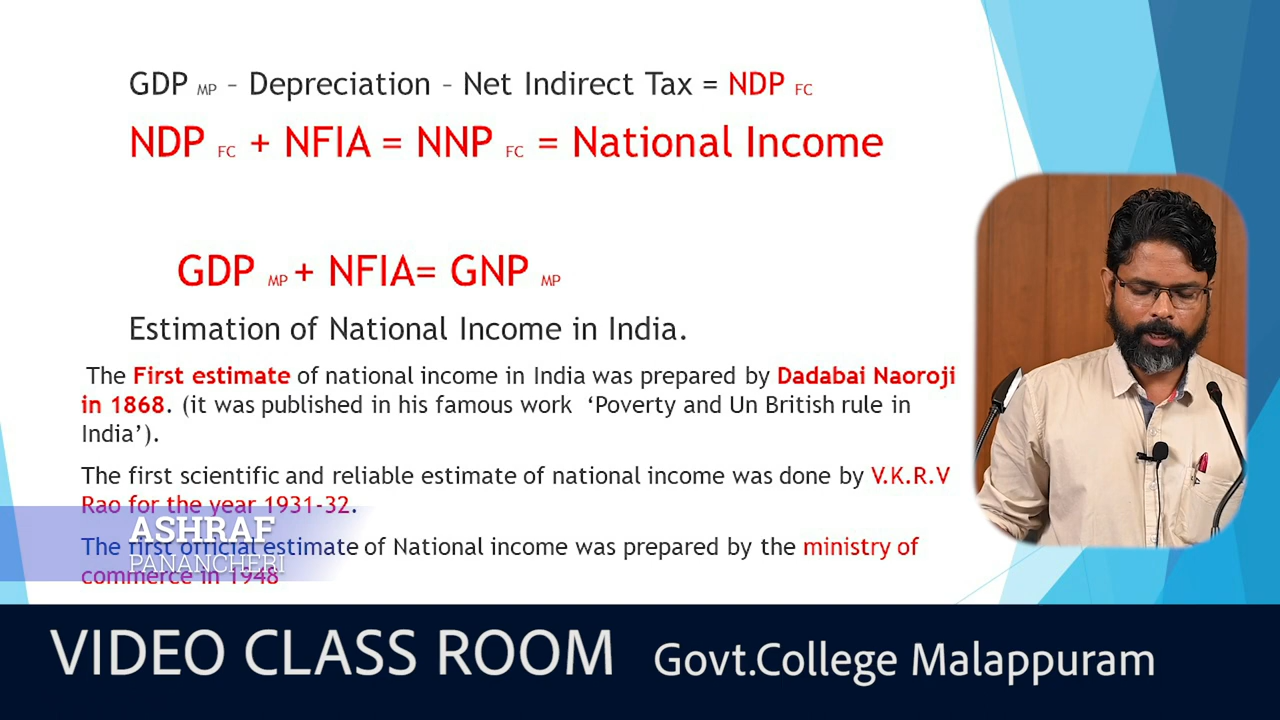 GDP MP – Depreciation – Net Indirect Tax = NDP FC
NDP FC + NFIA = NNP FC = National Income
GDP MP + NFIA= GNP MP
Estimation of National Income in India.
The First estimate of national income in India was prepared by Dadabai Naoroji
in 1868. (it was published in his famous work ‘Poverty and Un British rule in
India’).
The first scientific and reliable estimate of national income was done by V.K.R.V
Rao for the year 1931-32.
ASHRAF
The first official estimate of National income was prepared by the ministry of
PANANCHERI
commerce in 1948
VIDEO CLASS ROOM Govt.College Malappuram